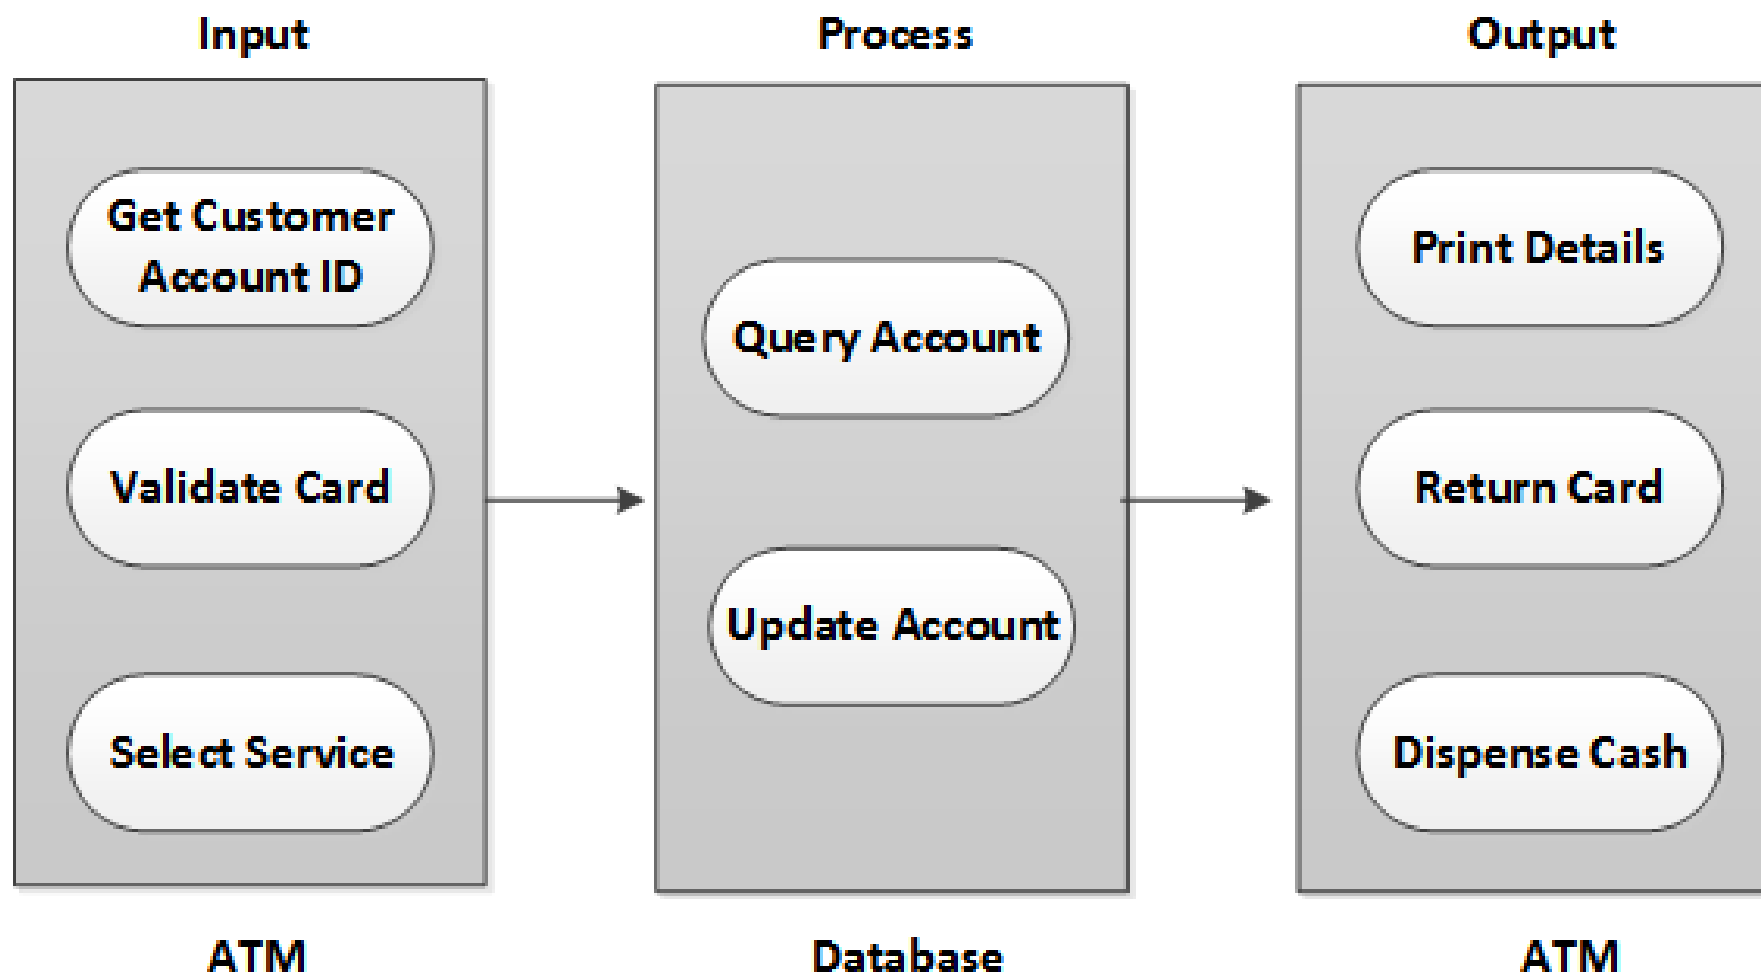 Input
Get Customer
Account ID
Validate Card
Select Service
ATM
Process
Query Account
Update Account
Database
Output
Print Details
Return Card
Dispense Cash
ATM